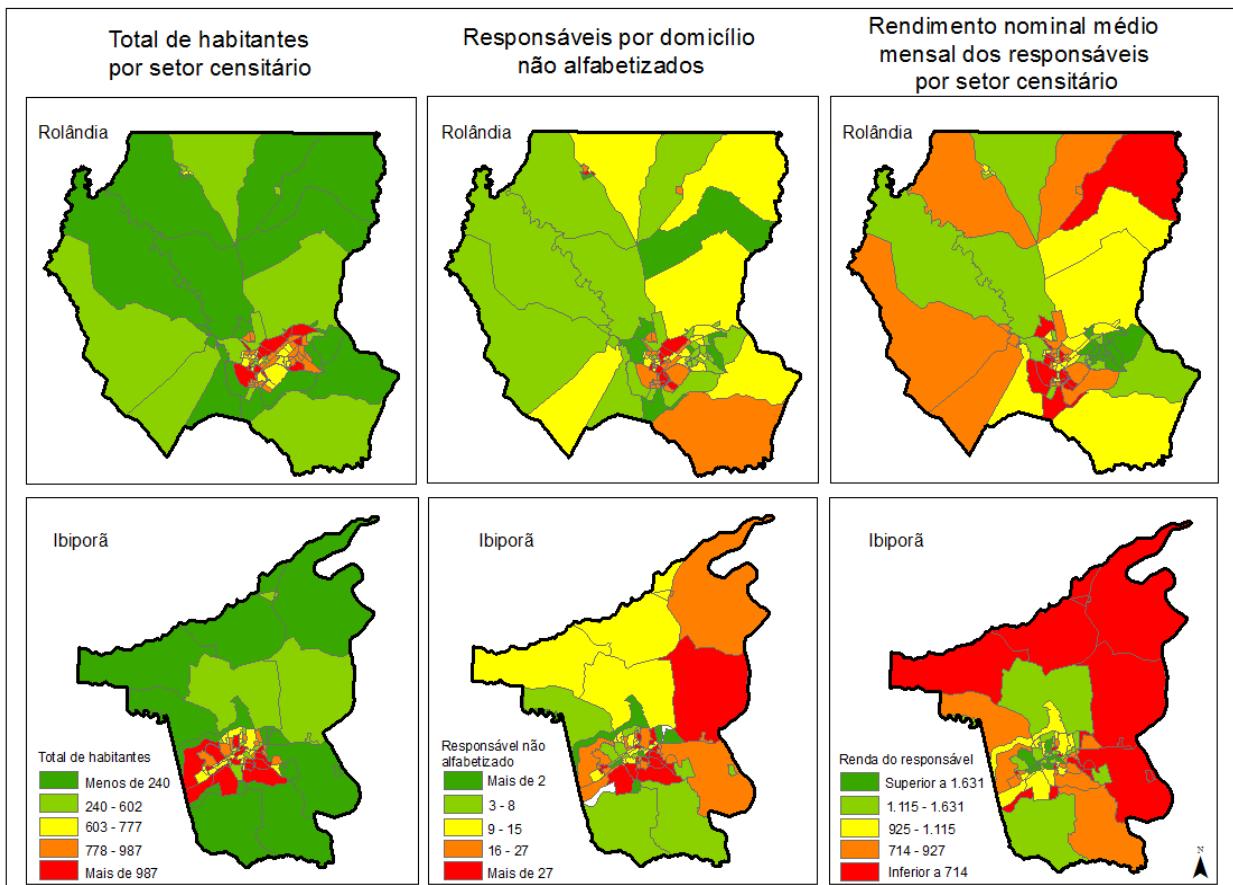 Total de habitantes
por setor censitário
Responsáveis por domicílio
não alfabetizados
Rendimento nominal médio
mensal dos responsáveis
por setor censitário
Rolândia
Rolândia
Rolândia
Ibiporã
Total de habitantes
Menos de 240
240 - 602
603 - 777
778 - 987
Mais de 987
Ibiporã
Responsável não
alfabetizado
Mais de 2
3 - 8
9 - 15
16 - 27
Mais de 27
Ibiporã
Renda do responsável
Superior a 1.631
1.115 - 1.631
925 - 1.115
714 - 927
Inferior a 714
N